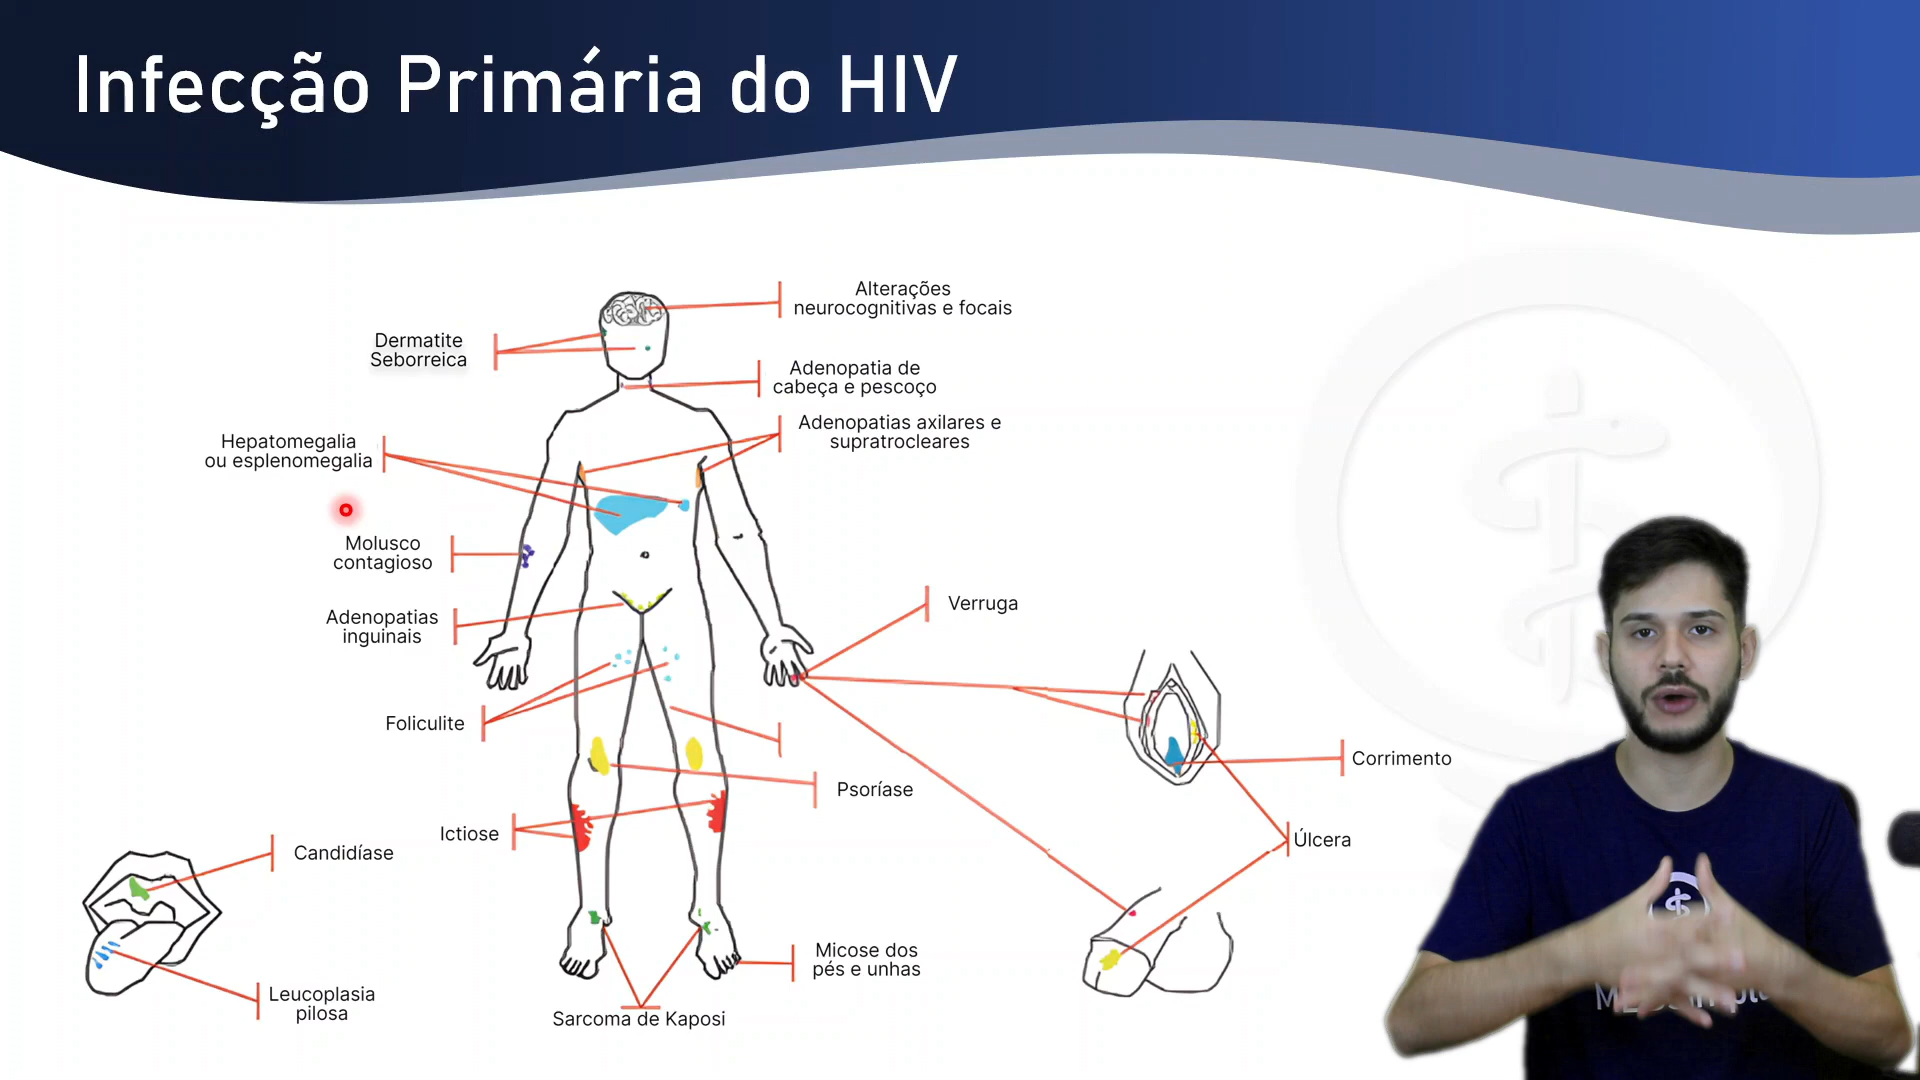 Infecção Primária do HIV
Alterações
neurocognitivas e focais
Dermatite
Seborreica
Adenopatia de
cabeça e pescoço
Adenopatias axilares e
supratrocleares
Hepatomegalia
ou esplenomegalia
Molusco
contagioso
Adenopatias
inguinais
Verruga
Foliculite
Corrimento
Psoríase
Ictiose
Úlcera
Candidíase
Micose dos
pés e unhas
Leucoplasia
pilosa
Sarcoma de Kaposi